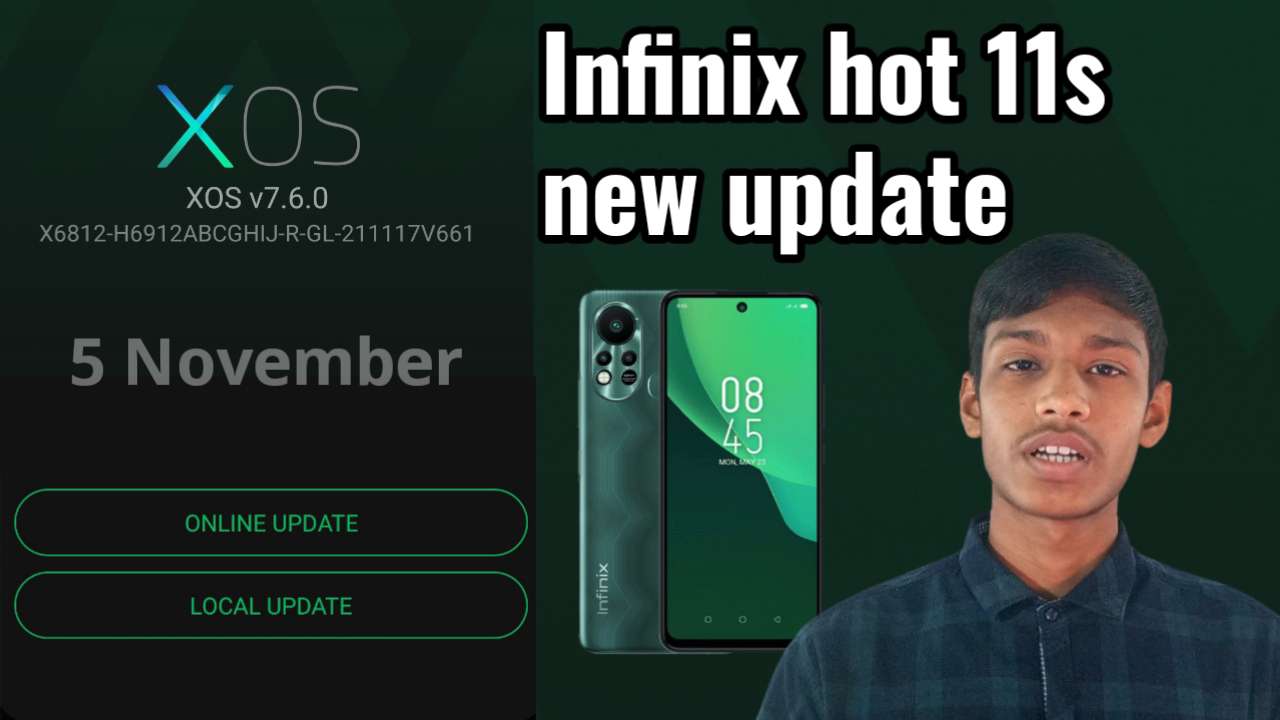 XOS
XOS v7.6.0
X6812-H6912ABCGHIJ-R-GL-211117V661
5 November
ONLINE UPDATE
LOCAL UPDATE
Infinix hot 11s
new update
08
45
MON, MAY 23
Infinix